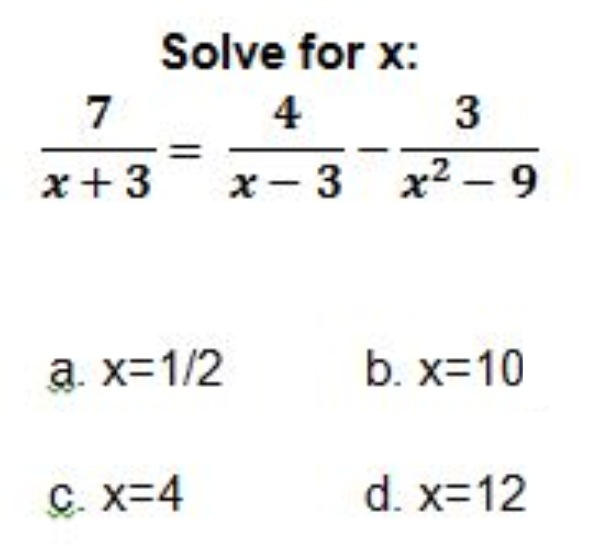 Solve for x:
7/(x + 3) = 4/(x − 3) − 3/(x² − 9)
a. x=1/2 b. x=10
c. x=4 d. x=12